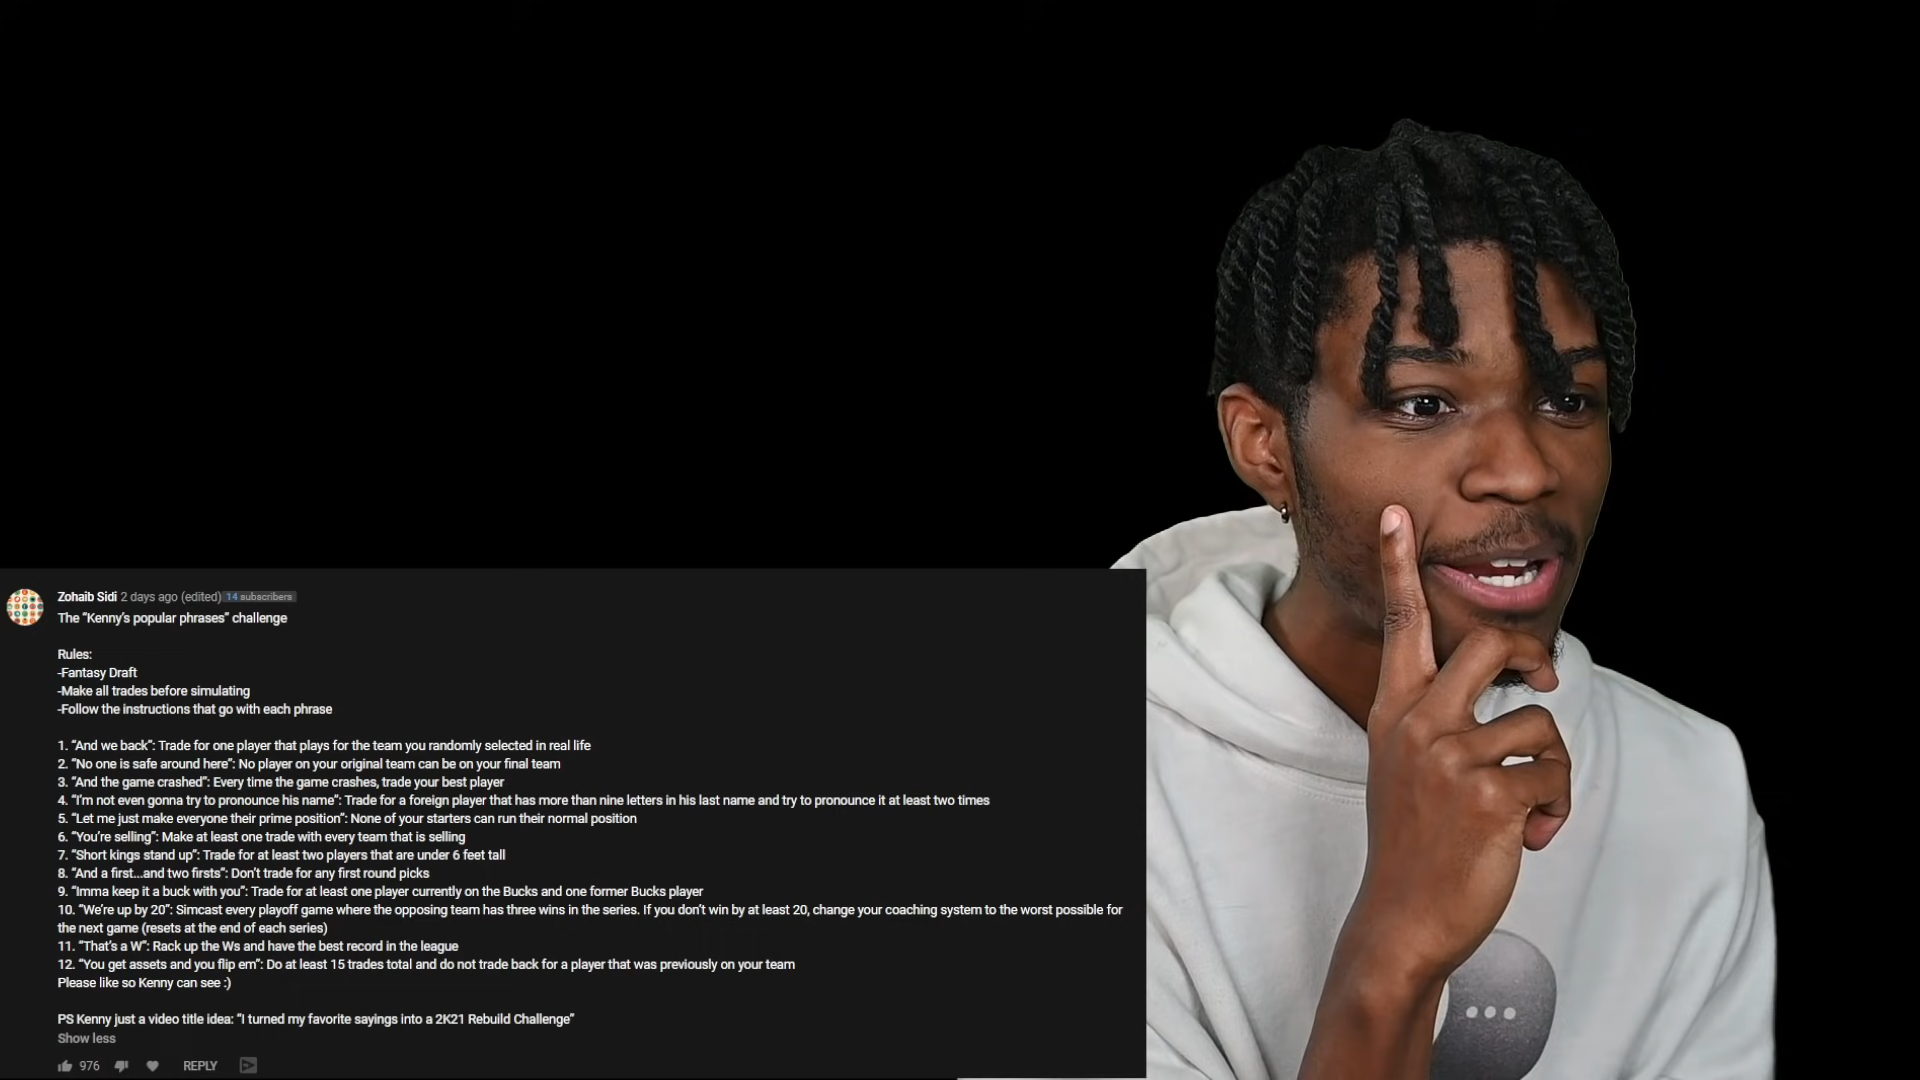 Zohaib Sidi 2 days ago (edited) 14 subscribers
The “Kenny’s popular phrases” challenge
Rules:
-Fantasy Draft
-Make all trades before simulating
-Follow the instructions that go with each phrase
1. “And we back”: Trade for one player that plays for the team you randomly selected in real life
2. “No one is safe around here”: No player on your original team can be on your final team
3. “And the game crashed”: Every time the game crashes, trade your best player
4. “I’m not even gonna try to pronounce his name”: Trade for a foreign player that has more than nine letters in his last name and try to pronounce it at least two times
5. “Let me just make everyone their prime position”: None of your starters can run their normal position
6. “You’re selling”: Make at least one trade with every team that is selling
7. “Short kings stand up”: Trade for at least two players that are under 6 feet tall
8. “And a first...and two firsts”: Don’t trade for any first round picks
9. “Imma keep it a buck with you”: Trade for at least one player currently on the Bucks and one former Bucks player
10. “We’re up by 20”: Simcast every playoff game where the opposing team has three wins in the series. If you don’t win by at least 20, change your coaching system to the worst possible for
the next game (resets at the end of each series)
11. “That’s a W”: Rack up the Ws and have the best record in the league
12. “You get assets and you flip em”: Do at least 15 trades total and do not trade back for a player that was previously on your team
Please like so Kenny can see :)
PS Kenny just a video title idea: “I turned my favorite sayings into a 2K21 Rebuild Challenge”
Show less
976 REPLY